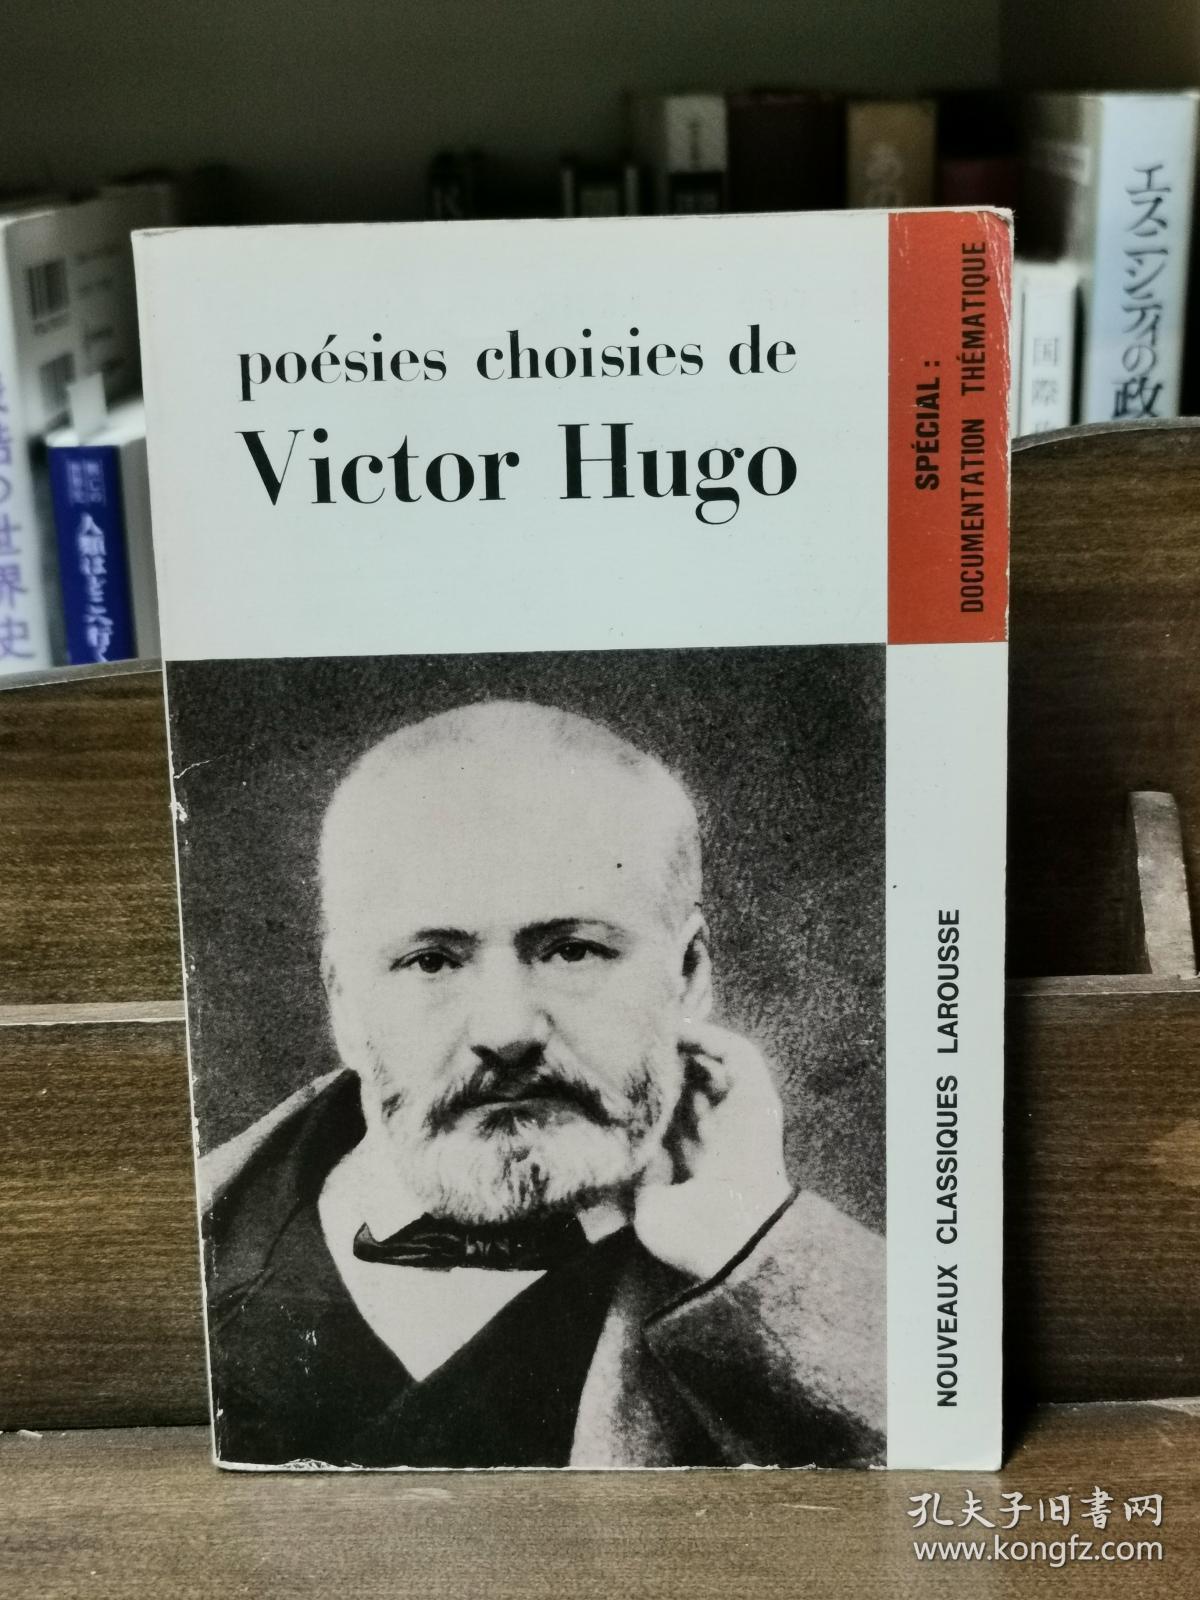 poésies choisies de
Victor Hugo
SPÉCIAL :
DOCUMENTATION THÉMATIQUE
NOUVEAUX CLASSIQUES LAROUSSE
エスニシティの政
国際
の世界史
人類はどこへ行く
孔夫子旧书网
www.kongfz.com